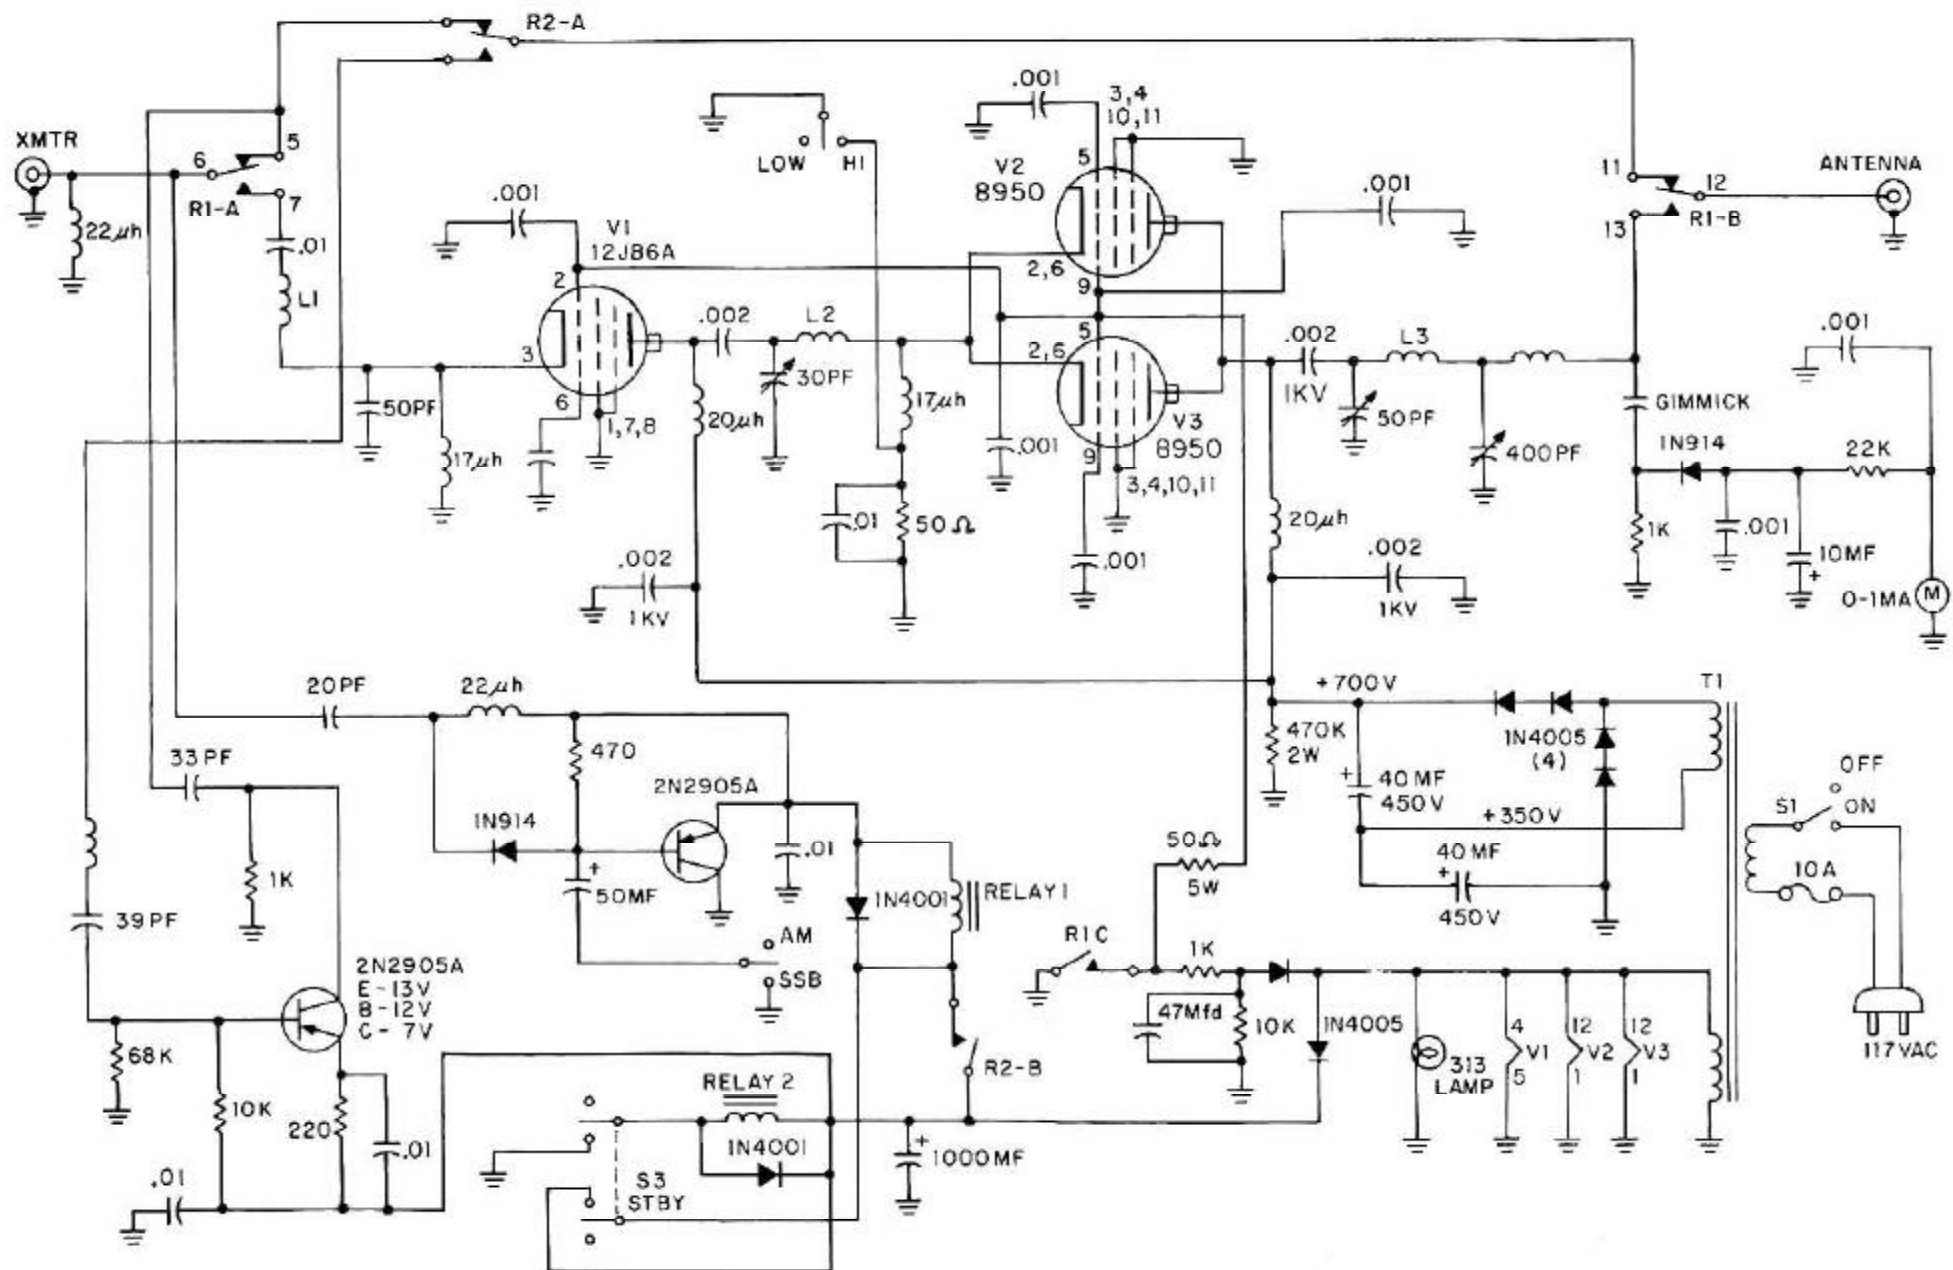 R2-A
XMTR
6
5
7
R1-A
22µh
.01
L1
.001
V1
12JB6A
2
3
6
1,7,8
50PF
17µh
LOW
HI
.002
L2
20µh
30PF
17µh
.01
50Ω
.002
1KV
.001
3,4
10,11
5
V2
8950
2,6
9
.001
5
2,6
V3
8950
9
3,4,10,11
.001
.001
.002
1KV
L3
50PF
400PF
20µh
.002
1KV
11
12
13
R1-B
ANTENNA
GIMMICK
1N914
.001
22K
1K
.001
10MF
+
0-1MA
M
20PF
22µh
33PF
470
2N2905A
1N914
+
50MF
.01
1N4001
RELAY 1
1K
39PF
AM
SSB
2N2905A
E-13V
B-12V
C- 7V
68K
10K
220
.01
.01
RELAY 2
1N4001
S3
STBY
+
1000MF
R2-B
+700V
470K
2W
+
40MF
450V
1N4005
(4)
+350V
40MF
+
450V
T1
S1
OFF
ON
10A
117VAC
50Ω
5W
R1C
1K
47Mfd
10K
1N4005
313
LAMP
4
V1
5
12
V2
1
12
V3
1